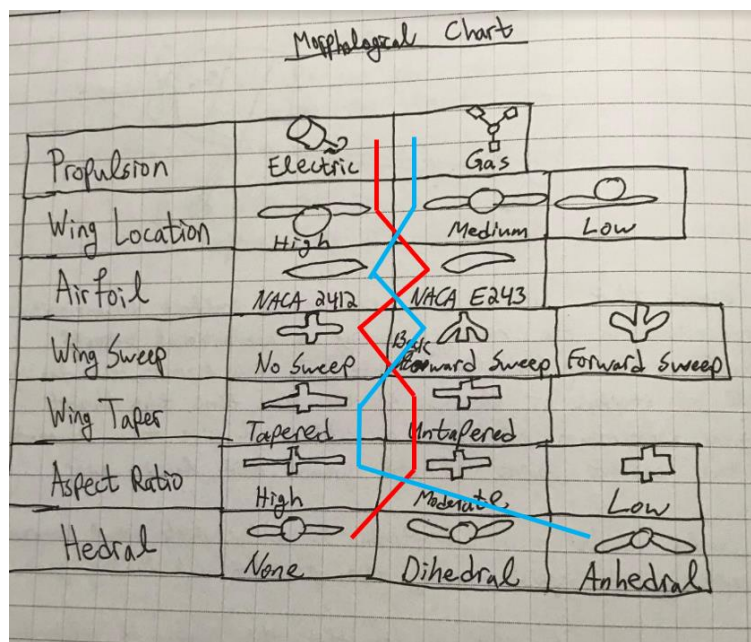 Morphological Chart
Propulsion Electric Gas
Wing Location High Medium Low
Airfoil NACA 2412 NACA E243
Wing Sweep No Sweep Back ward Sweep Forward Sweep
Wing Taper Tapered Untapered
Aspect Ratio High Moderate Low
Hedral None Dihedral Anhedral